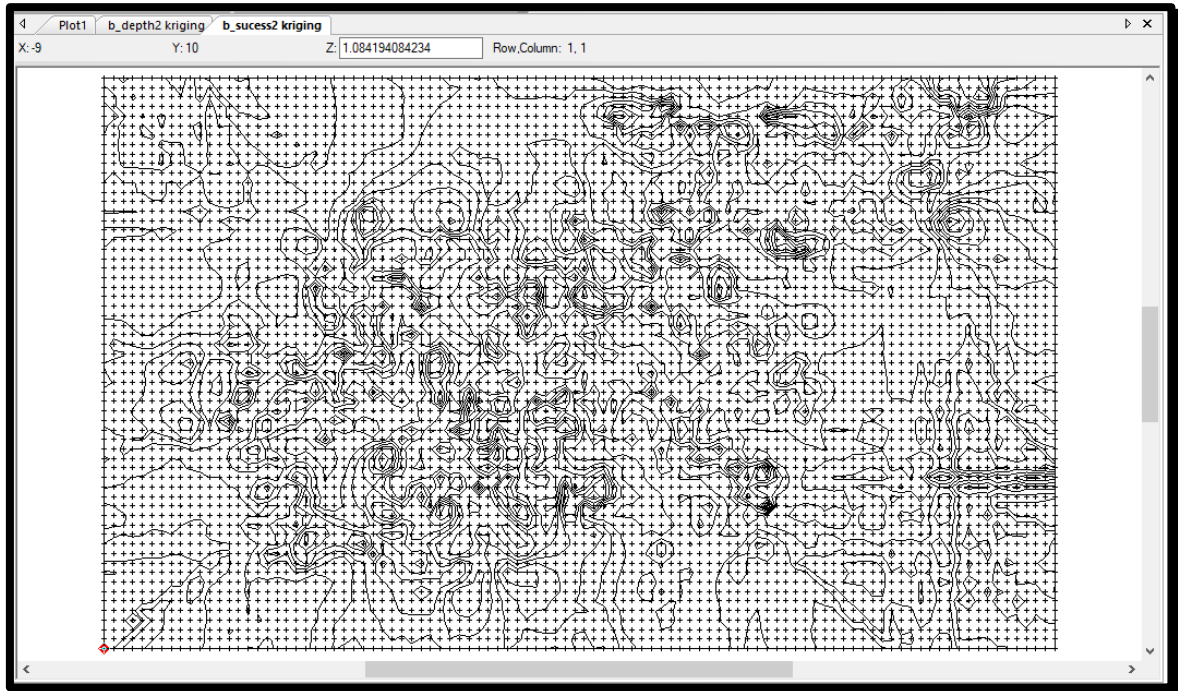 Plot1 b_depth2 kriging b_sucess2 kriging
X: -9 Y: 10 Z: 1.084194084234 Row,Column: 1, 1